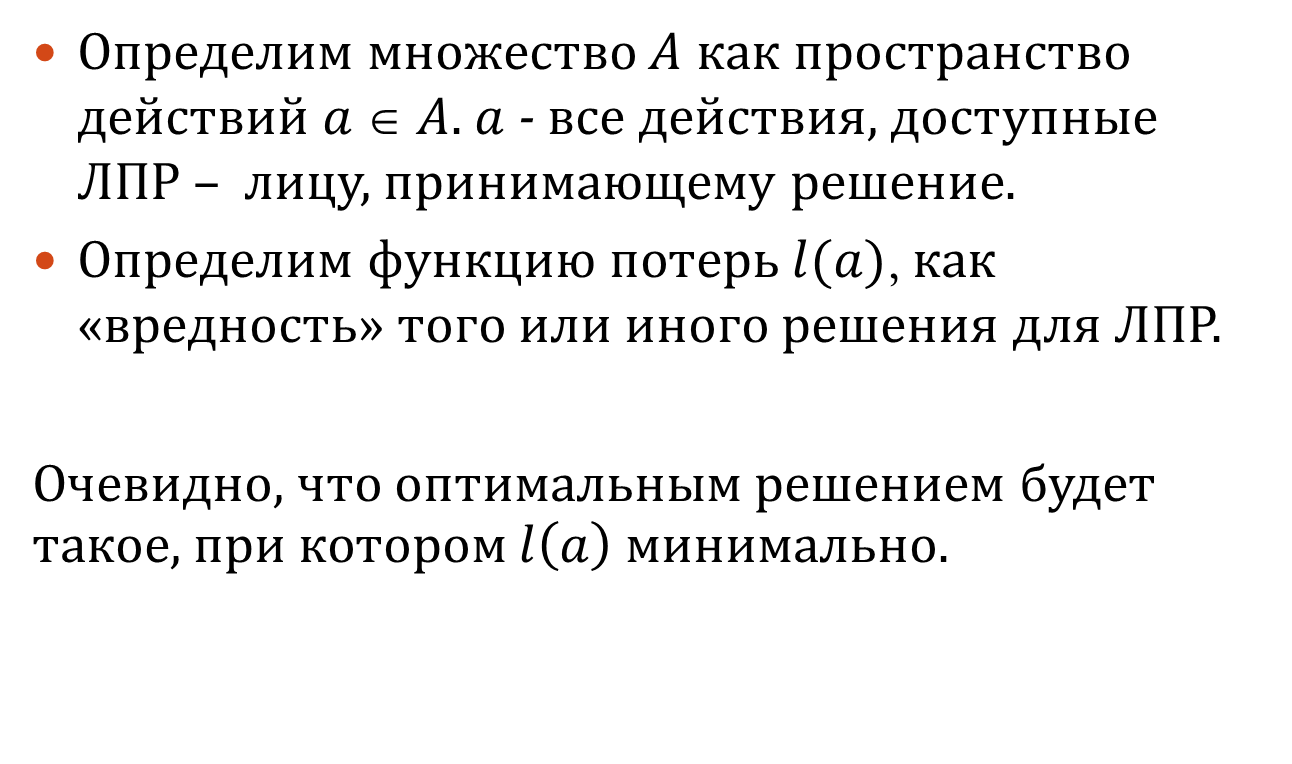 • Определим множество A как пространство
действий a ∈ A. a - все действия, доступные
ЛПР – лицу, принимающему решение.
• Определим функцию потерь l(a), как
«вредность» того или иного решения для ЛПР.
Очевидно, что оптимальным решением будет
такое, при котором l(a) минимально.